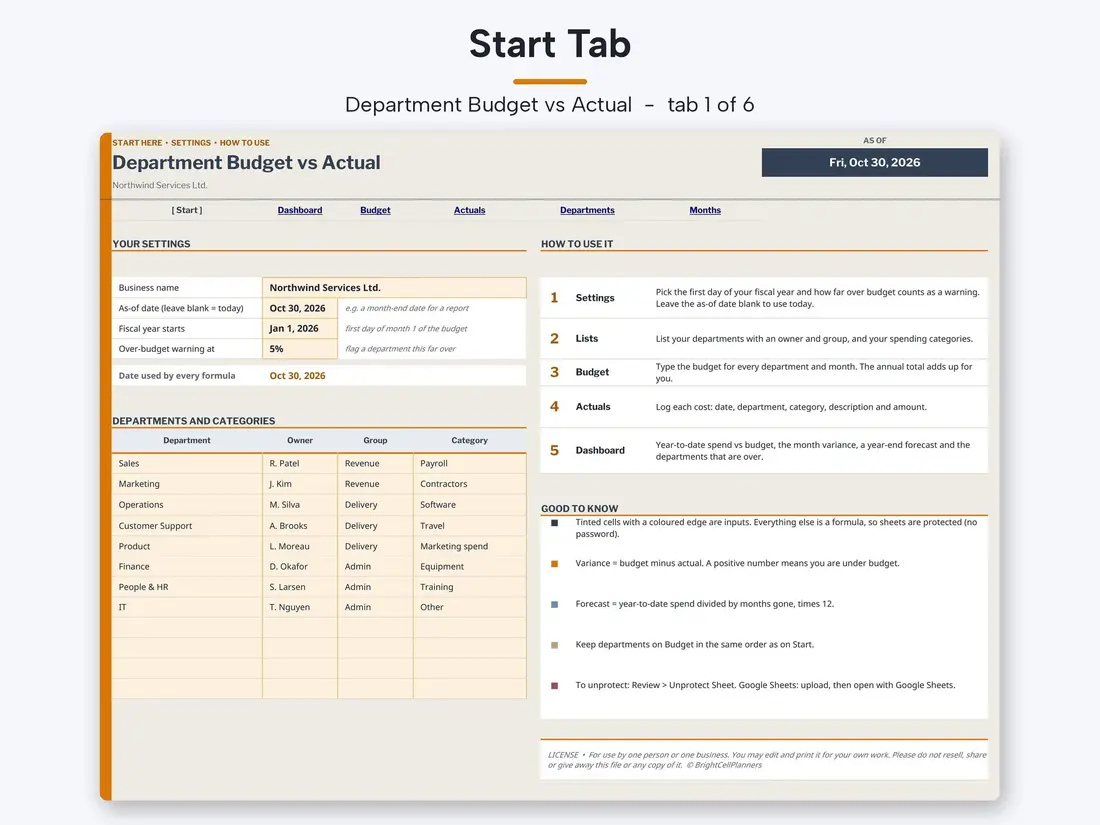 Start Tab
Department Budget vs Actual - tab 1 of 6
START HERE • SETTINGS • HOW TO USE
AS OF
Department Budget vs Actual
Fri, Oct 30, 2026
Northwind Services Ltd.
[ Start ] Dashboard Budget Actuals Departments Months
YOUR SETTINGS
Business name Northwind Services Ltd.
As-of date (leave blank = today) Oct 30, 2026 e.g. a month-end date for a report
Fiscal year starts Jan 1, 2026 first day of month 1 of the budget
Over-budget warning at 5% flag a department this far over
Date used by every formula Oct 30, 2026
DEPARTMENTS AND CATEGORIES
Department Owner Group Category
Sales R. Patel Revenue Payroll
Marketing J. Kim Revenue Contractors
Operations M. Silva Delivery Software
Customer Support A. Brooks Delivery Travel
Product L. Moreau Delivery Marketing spend
Finance D. Okafor Admin Equipment
People & HR S. Larsen Admin Training
IT T. Nguyen Admin Other
HOW TO USE IT
1 Settings Pick the first day of your fiscal year and how far over budget counts as a warning.
Leave the as-of date blank to use today.
2 Lists List your departments with an owner and group, and your spending categories.
3 Budget Type the budget for every department and month. The annual total adds up for
you.
4 Actuals Log each cost: date, department, category, description and amount.
5 Dashboard Year-to-date spend vs budget, the month variance, a year-end forecast and the
departments that are over.
GOOD TO KNOW
Tinted cells with a coloured edge are inputs. Everything else is a formula, so sheets are protected (no
password).
Variance = budget minus actual. A positive number means you are under budget.
Forecast = year-to-date spend divided by months gone, times 12.
Keep departments on Budget in the same order as on Start.
To unprotect: Review > Unprotect Sheet. Google Sheets: upload, then open with Google Sheets.
LICENSE • For use by one person or one business. You may edit and print it for your own work. Please do not resell, share
or give away this file or any copy of it. © BrightCellPlanners